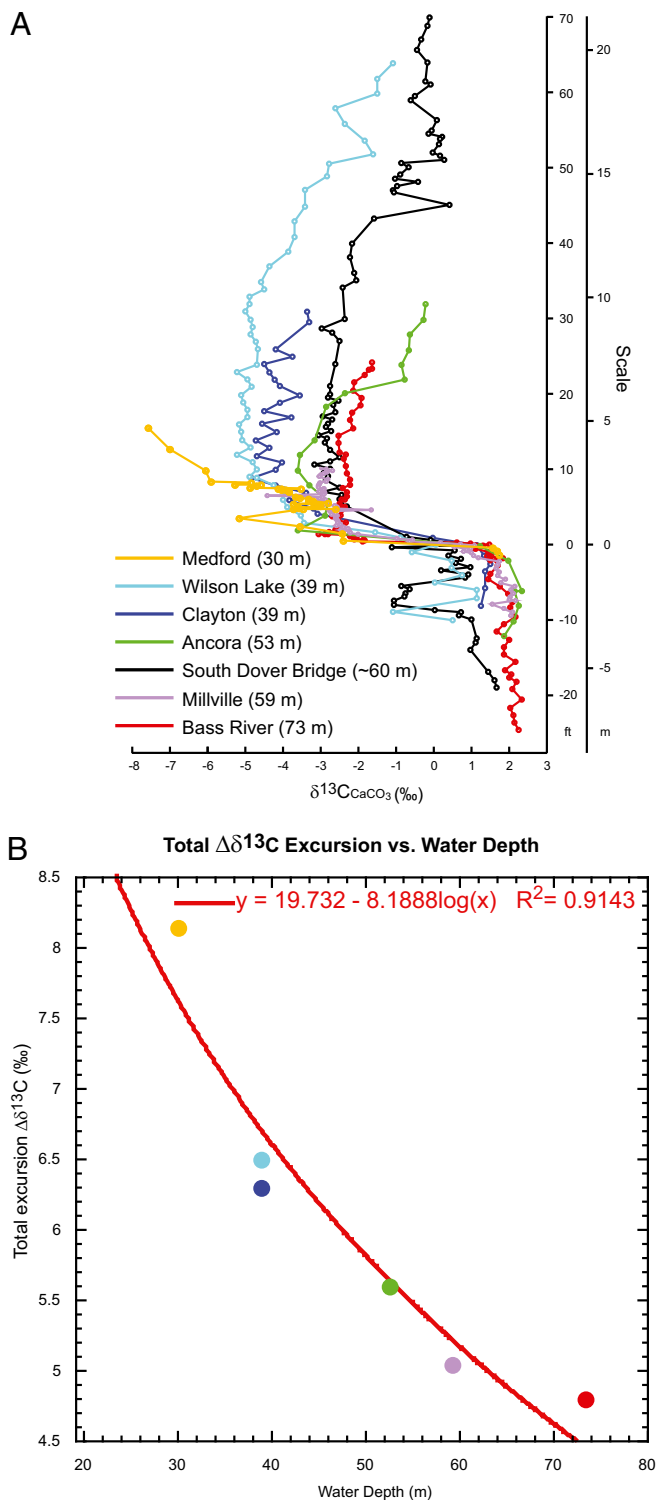 A
70
60
50
40
30
20
10
0
-10
-20
ft
20
15
10
5
0
-5
m
Scale
Medford (30 m)
Wilson Lake (39 m)
Clayton (39 m)
Ancora (53 m)
South Dover Bridge (~60 m)
Millville (59 m)
Bass River (73 m)
-8 -7 -6 -5 -4 -3 -2 -1 0 1 2 3
δ13CCaCO3 (‰)
B
Total Δδ13C Excursion vs. Water Depth
y = 19.732 - 8.1888log(x) R2= 0.9143
8.5
8
7.5
7
6.5
6
5.5
5
4.5
Total excursion Δδ13C (‰)
20 30 40 50 60 70 80
Water Depth (m)